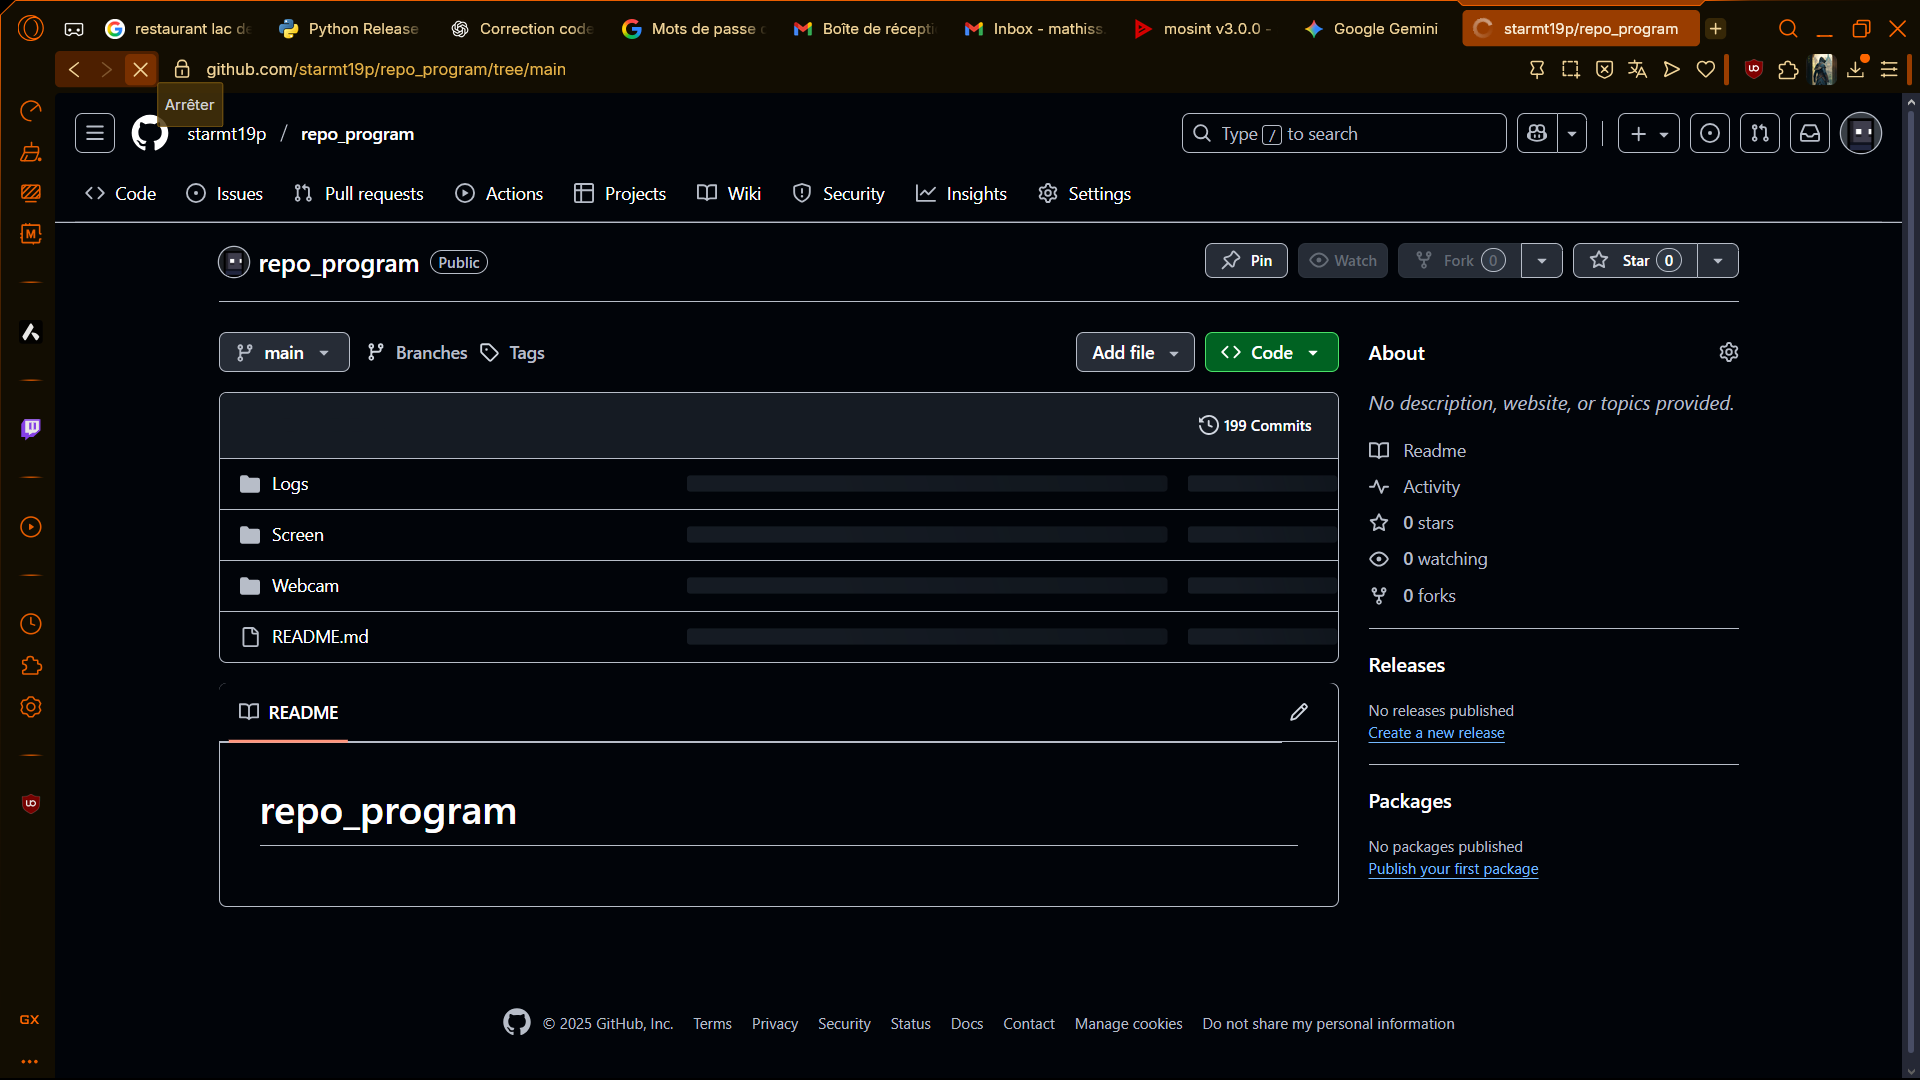 restaurant lac de
Python Release
Correction code
Mots de passe
Boîte de réception
Inbox - mathiss.
mosint v3.0.0 -
Google Gemini
starmt19p/repo_program
github.com/starmt19p/repo_program/tree/main
Arrêter
starmt19p / repo_program
Type / to search
Code
Issues
Pull requests
Actions
Projects
Wiki
Security
Insights
Settings
repo_program
Public
Pin
Watch
Fork 0
Star 0
main
Branches
Tags
Add file
Code
About
No description, website, or topics provided.
199 Commits
Readme
Logs
Activity
0 stars
Screen
0 watching
Webcam
0 forks
README.md
Releases
README
No releases published
Create a new release
repo_program
Packages
No packages published
Publish your first package
GX
© 2025 GitHub, Inc.
Terms
Privacy
Security
Status
Docs
Contact
Manage cookies
Do not share my personal information